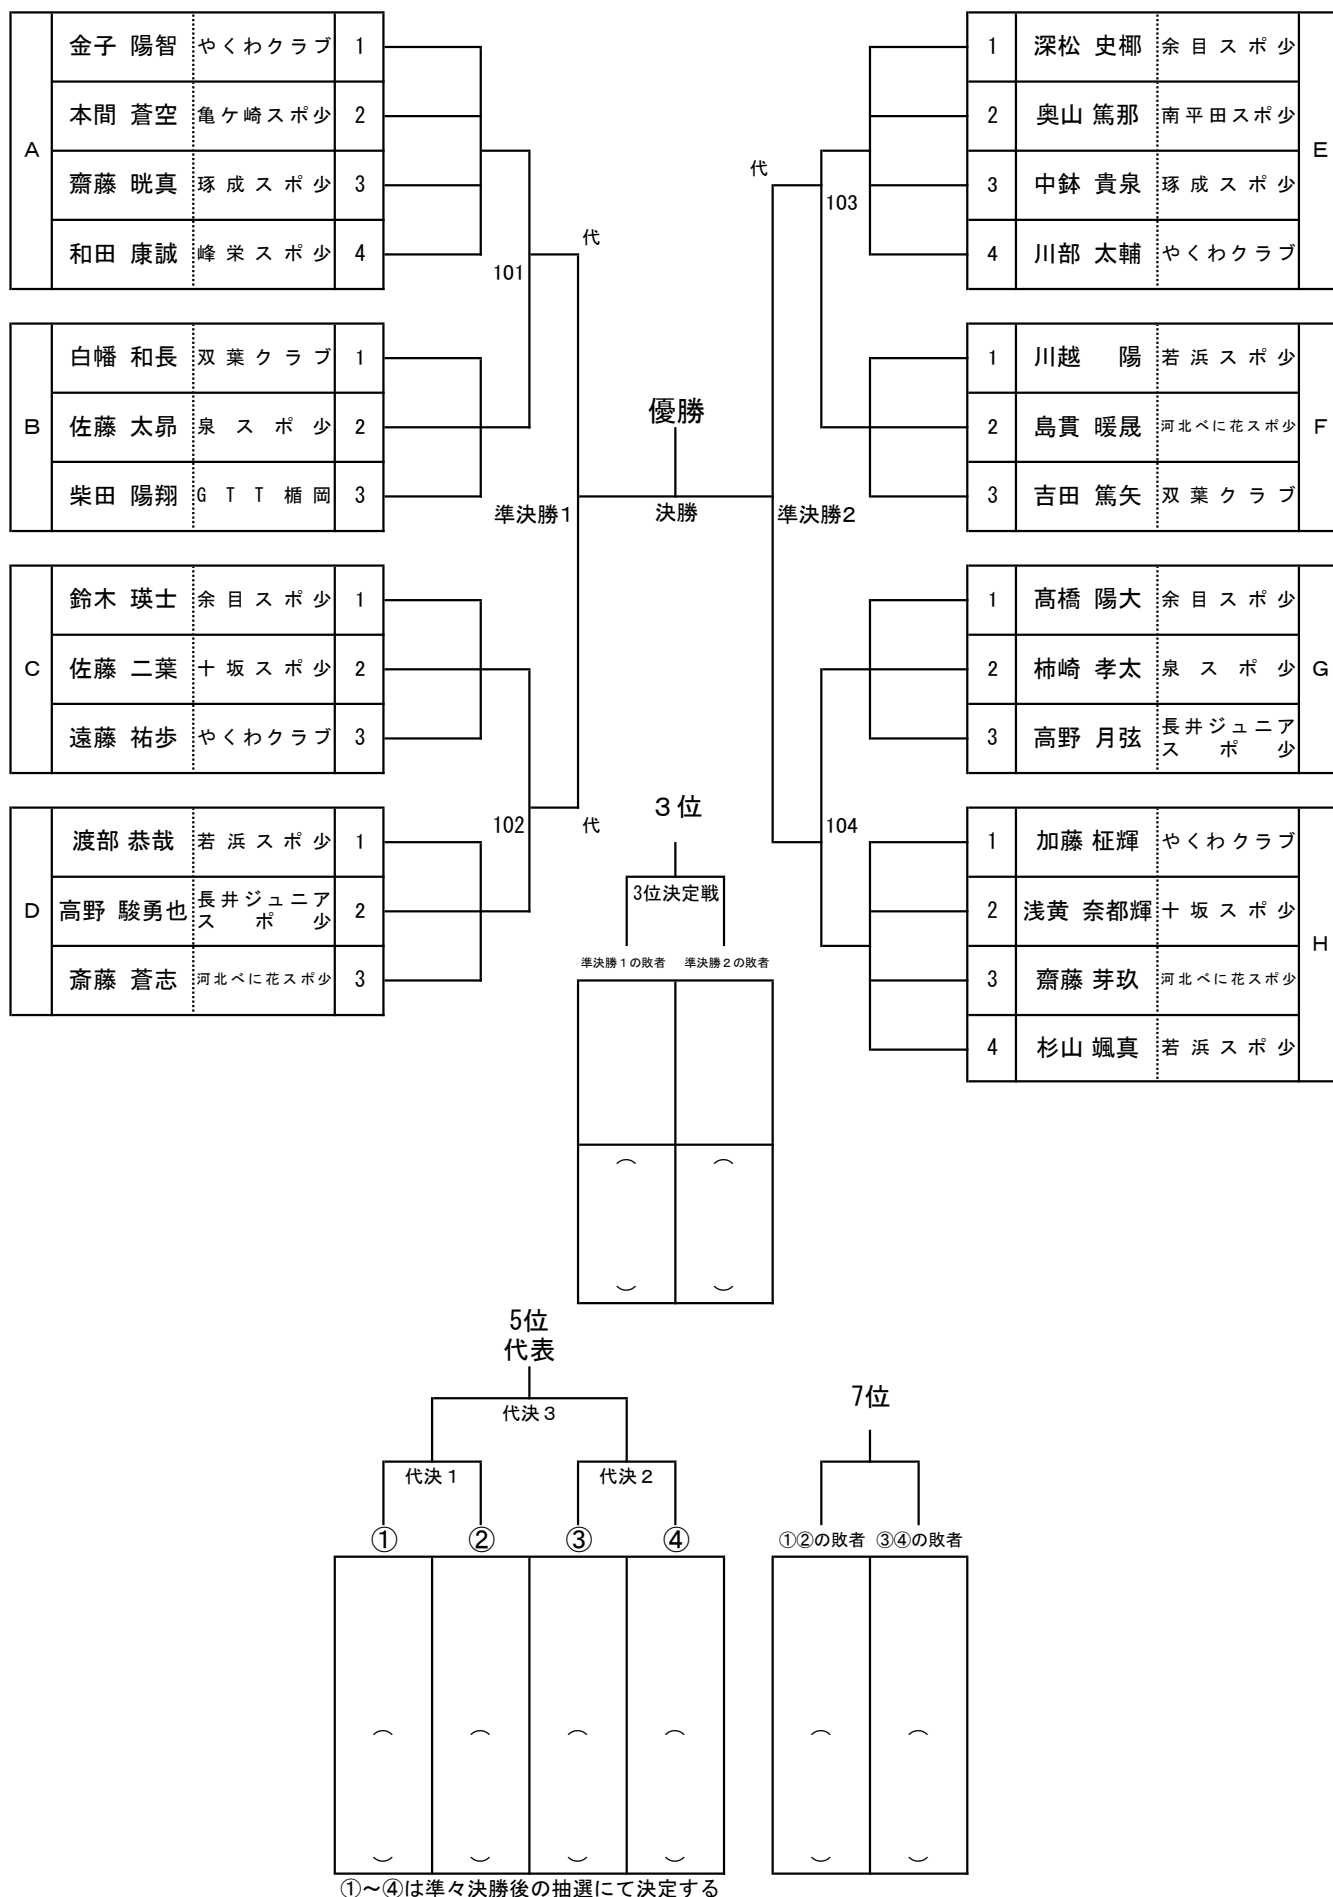 A
金子 陽智 やくわクラブ 1
本間 蒼空 亀ケ崎スポ少 2
齋藤 晄真 琢成スポ少 3
和田 康誠 峰栄スポ少 4
B
白幡 和長 双葉クラブ 1
佐藤 太昴 泉スポ少 2
柴田 陽翔 GTT楯岡 3
C
鈴木 瑛士 余目スポ少 1
佐藤 二葉 十坂スポ少 2
遠藤 祐歩 やくわクラブ 3
D
渡部 恭哉 若浜スポ少 1
高野 駿勇也 長井ジュニア
スポ少 2
斎藤 蒼志 河北べに花スポ少 3
101
代
102
代
準決勝1
優勝
決勝
準決勝2
代
103
104
1 深松 史梛 余目スポ少
2 奥山 篤那 南平田スポ少
3 中鉢 貴泉 琢成スポ少
4 川部 太輔 やくわクラブ
E
1 川越 陽 若浜スポ少
2 島貫 暖晟 河北べに花スポ少
3 吉田 篤矢 双葉クラブ
F
1 髙橋 陽大 余目スポ少
2 柿崎 孝太 泉スポ少
3 高野 月弦 長井ジュニア
スポ少
G
1 加藤 柾輝 やくわクラブ
2 浅黄 奈都輝 十坂スポ少
3 齋藤 芽玖 河北べに花スポ少
4 杉山 颯真 若浜スポ少
H
3位
3位決定戦
準決勝1の敗者 準決勝2の敗者
( ) ( )
5位
代表
代決3
代決1 代決2
① ② ③ ④
( ) ( ) ( ) ( )
①~④は準々決勝後の抽選にて決定する
7位
①②の敗者 ③④の敗者
( ) ( )